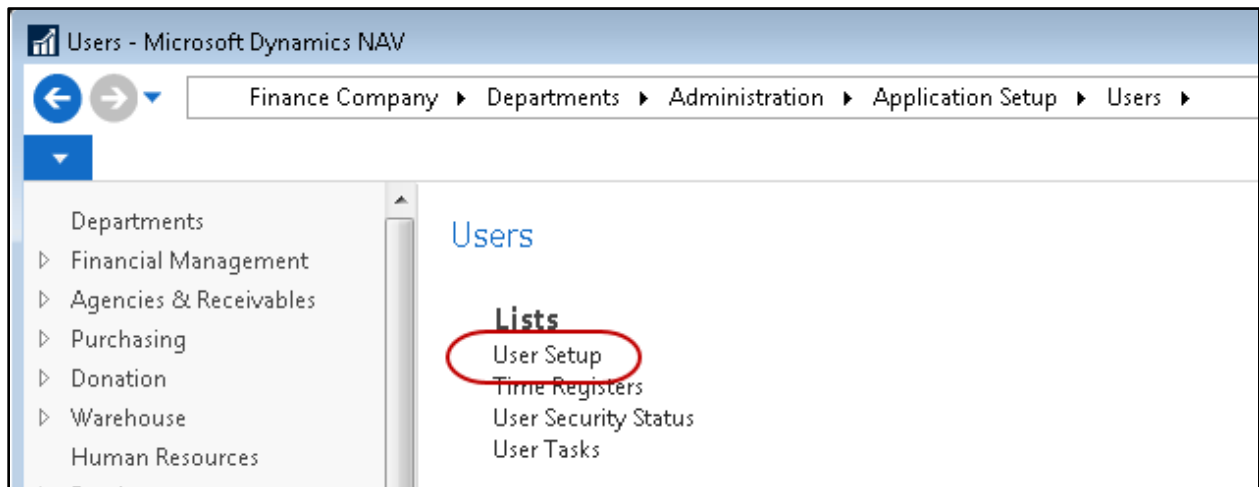 Users - Microsoft Dynamics NAV
Finance Company ▸ Departments ▸ Administration ▸ Application Setup ▸ Users ▸
Departments
Financial Management
Agencies & Receivables
Purchasing
Donation
Warehouse
Human Resources
Users
Lists
User Setup
Time Registers
User Security Status
User Tasks